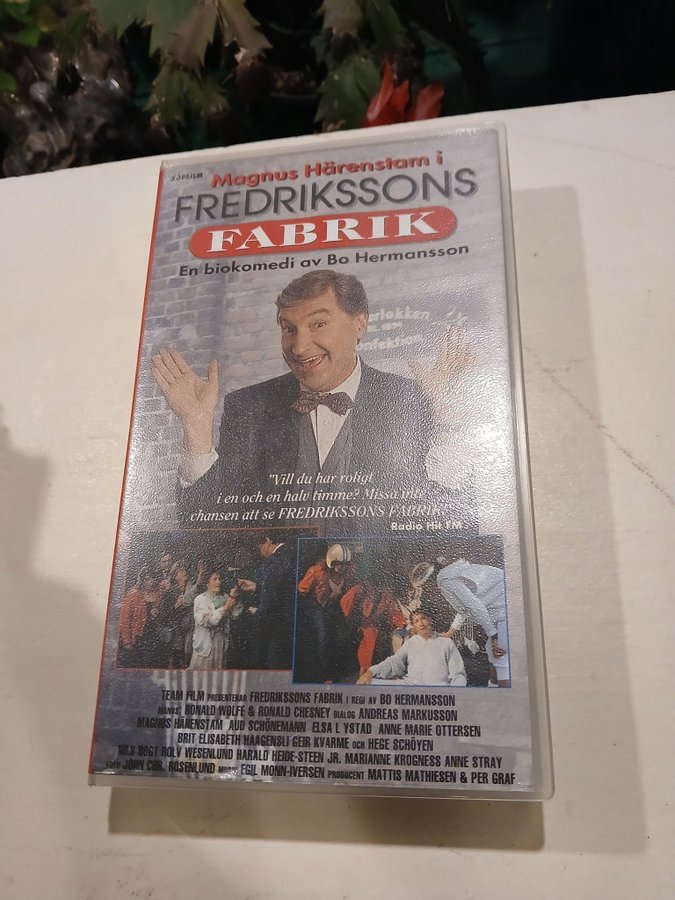 KÖPFILM
Magnus Härenstam i
FREDRIKSSONS
FABRIK
En biokomedi av Bo Hermansson
"Vill du har roligt
i en och en halv timme? Missa inte
chansen att se FREDRIKSSONS FABRIK"
Radio Hit FM
TEAM FILM PRESENTERAR FREDRIKSSONS FABRIK I REGI AV BO HERMANSSON
MANUS: RONALD WOLFE & RONALD CHESNEY DIALOG ANDREAS MARKUSSON
MAGNUS HÄRENSTAM AUD SCHÖNEMANN ELSA L YSTAD ANNE MARIE OTTERSEN
BRIT ELISABETH HAAGENSLI GEIR KVARME OCH HEGE SCHÖYEN
NILS VOGT ROLV WESENLUND HARALD HEIDE-STEEN JR. MARIANNE KROGNESS ANNE STRAY
FOTO JOHN CHR. ROSENLUND MUSIK EGIL MONN-IVERSEN PRODUCENT MATTIS MATHIESEN & PER GRAF